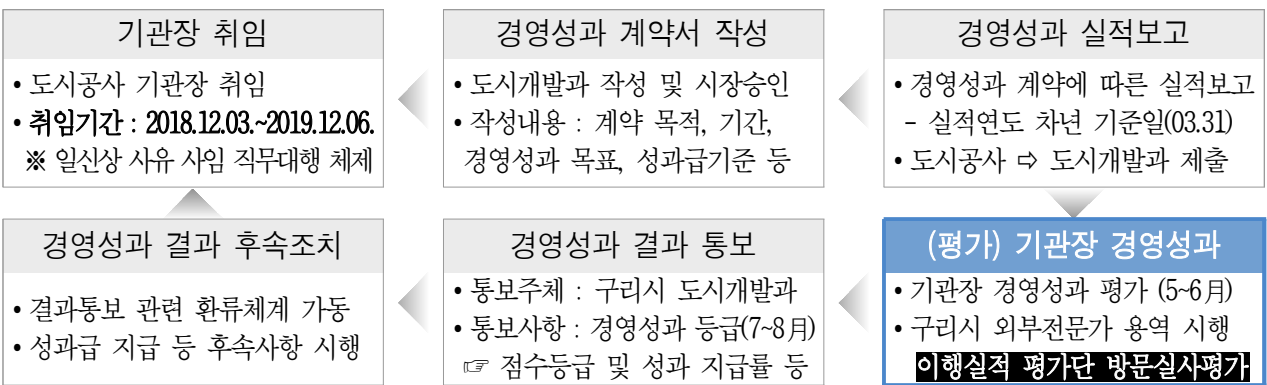 기관장 취임
• 도시공사 기관장 취임
• 취임기간 : 2018.12.03.~2019.12.06.
※ 일신상 사유 사임 직무대행 체제
경영성과 계약서 작성
• 도시개발과 작성 및 시장승인
• 작성내용 : 계약 목적, 기간,
경영성과 목표, 성과급기준 등
경영성과 실적보고
• 경영성과 계약에 따른 실적보고
- 실적연도 차년 기준일(03.31)
• 도시공사 ⇨ 도시개발과 제출
경영성과 결과 후속조치
• 결과통보 관련 환류체계 가동
• 성과급 지급 등 후속사항 시행
경영성과 결과 통보
• 통보주체 : 구리시 도시개발과
• 통보사항 : 경영성과 등급(7~8月)
☞ 점수등급 및 성과 지급률 등
(평가) 기관장 경영성과
• 기관장 경영성과 평가 (5~6月)
• 구리시 외부전문가 용역 시행
이행실적 평가단 방문실사평가